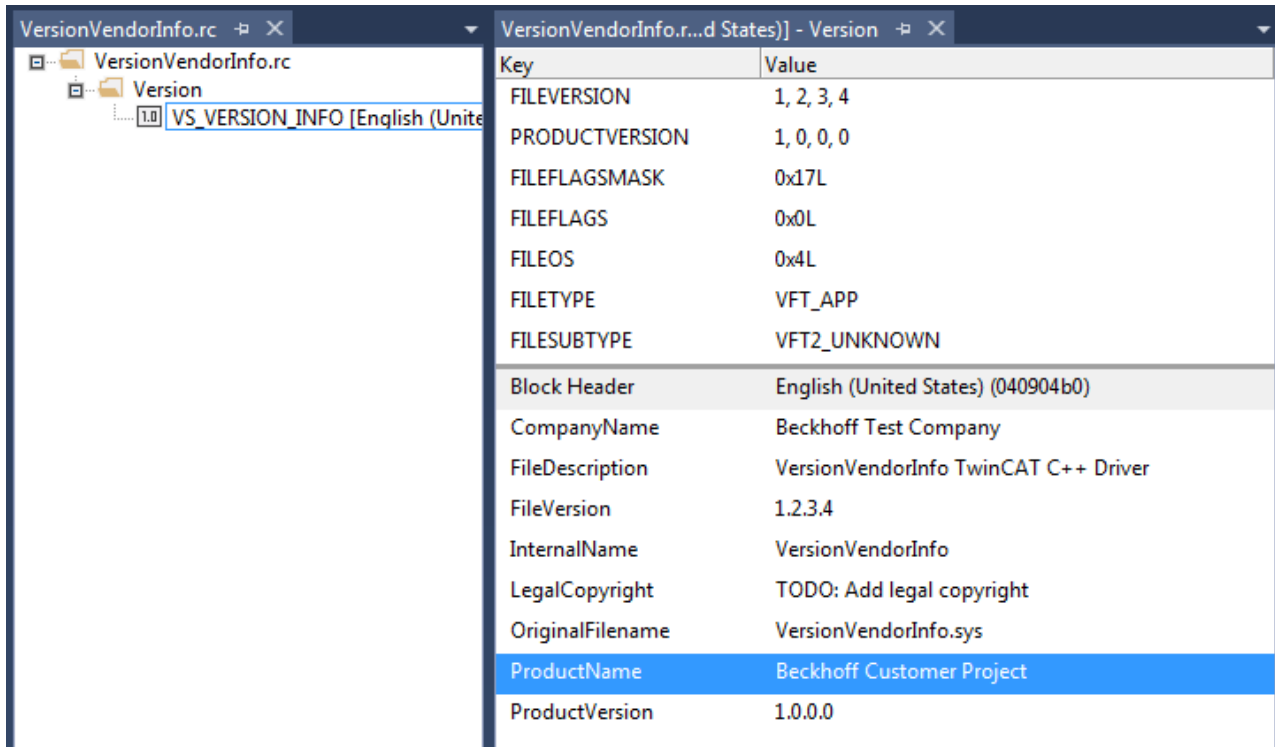 VersionVendorInfo.rc
VersionVendorInfo.rc
Version
1.0 VS_VERSION_INFO [English (Unite
VersionVendorInfo.r...d States)] - Version
Key Value
FILEVERSION 1, 2, 3, 4
PRODUCTVERSION 1, 0, 0, 0
FILEFLAGSMASK 0x17L
FILEFLAGS 0x0L
FILEOS 0x4L
FILETYPE VFT_APP
FILESUBTYPE VFT2_UNKNOWN
Block Header English (United States) (040904b0)
CompanyName Beckhoff Test Company
FileDescription VersionVendorInfo TwinCAT C++ Driver
FileVersion 1.2.3.4
InternalName VersionVendorInfo
LegalCopyright TODO: Add legal copyright
OriginalFilename VersionVendorInfo.sys
ProductName Beckhoff Customer Project
ProductVersion 1.0.0.0